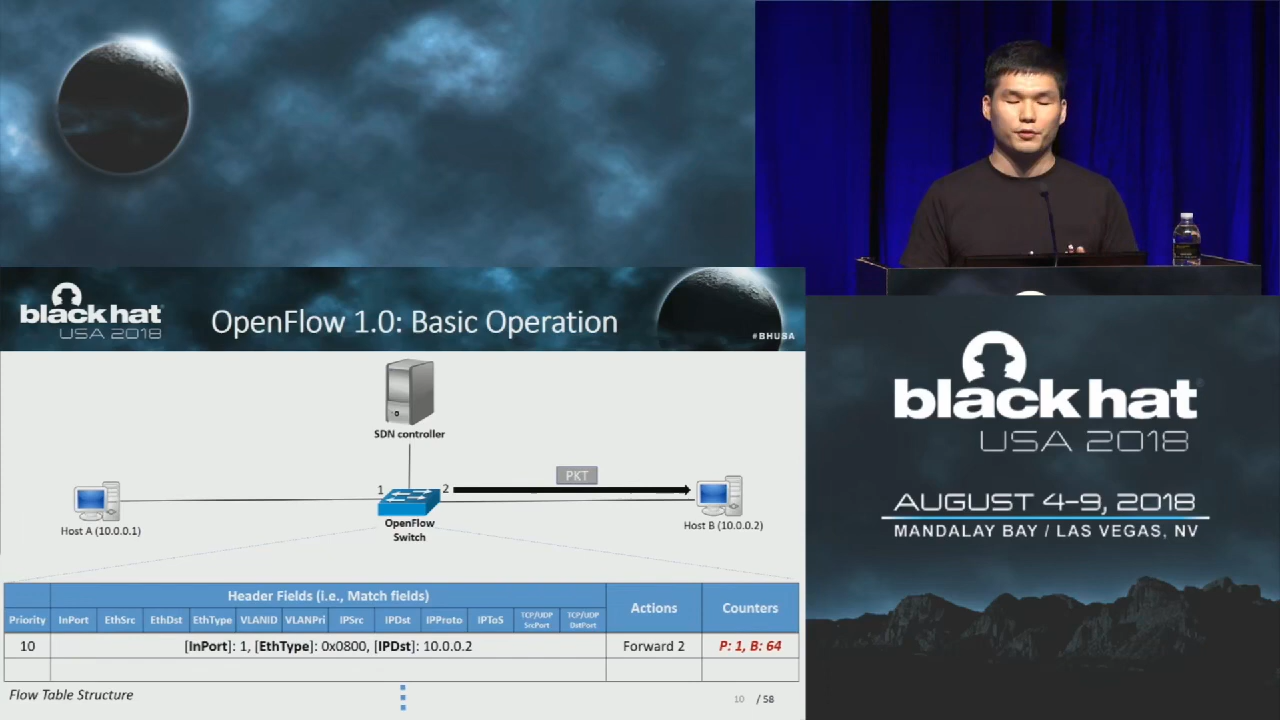 black hat
USA 2018
OpenFlow 1.0: Basic Operation
#BHUSA
SDN controller
PKT
1
2
Host A (10.0.0.1)
OpenFlow
Switch
Host B (10.0.0.2)
Header Fields (i.e., Match fields)
Actions
Counters
Priority InPort EthSrc EthDst EthType VLANID VLANPri IPSrc IPDst IPProto IPToS TCP/UDP SrcPort TCP/UDP DstPort
10 [InPort]: 1, [EthType]: 0x0800, [IPDst]: 10.0.0.2 Forward 2 P: 1, B: 64
Flow Table Structure
10 / 58
black hat
USA 2018
AUGUST 4-9, 2018
MANDALAY BAY / LAS VEGAS, NV